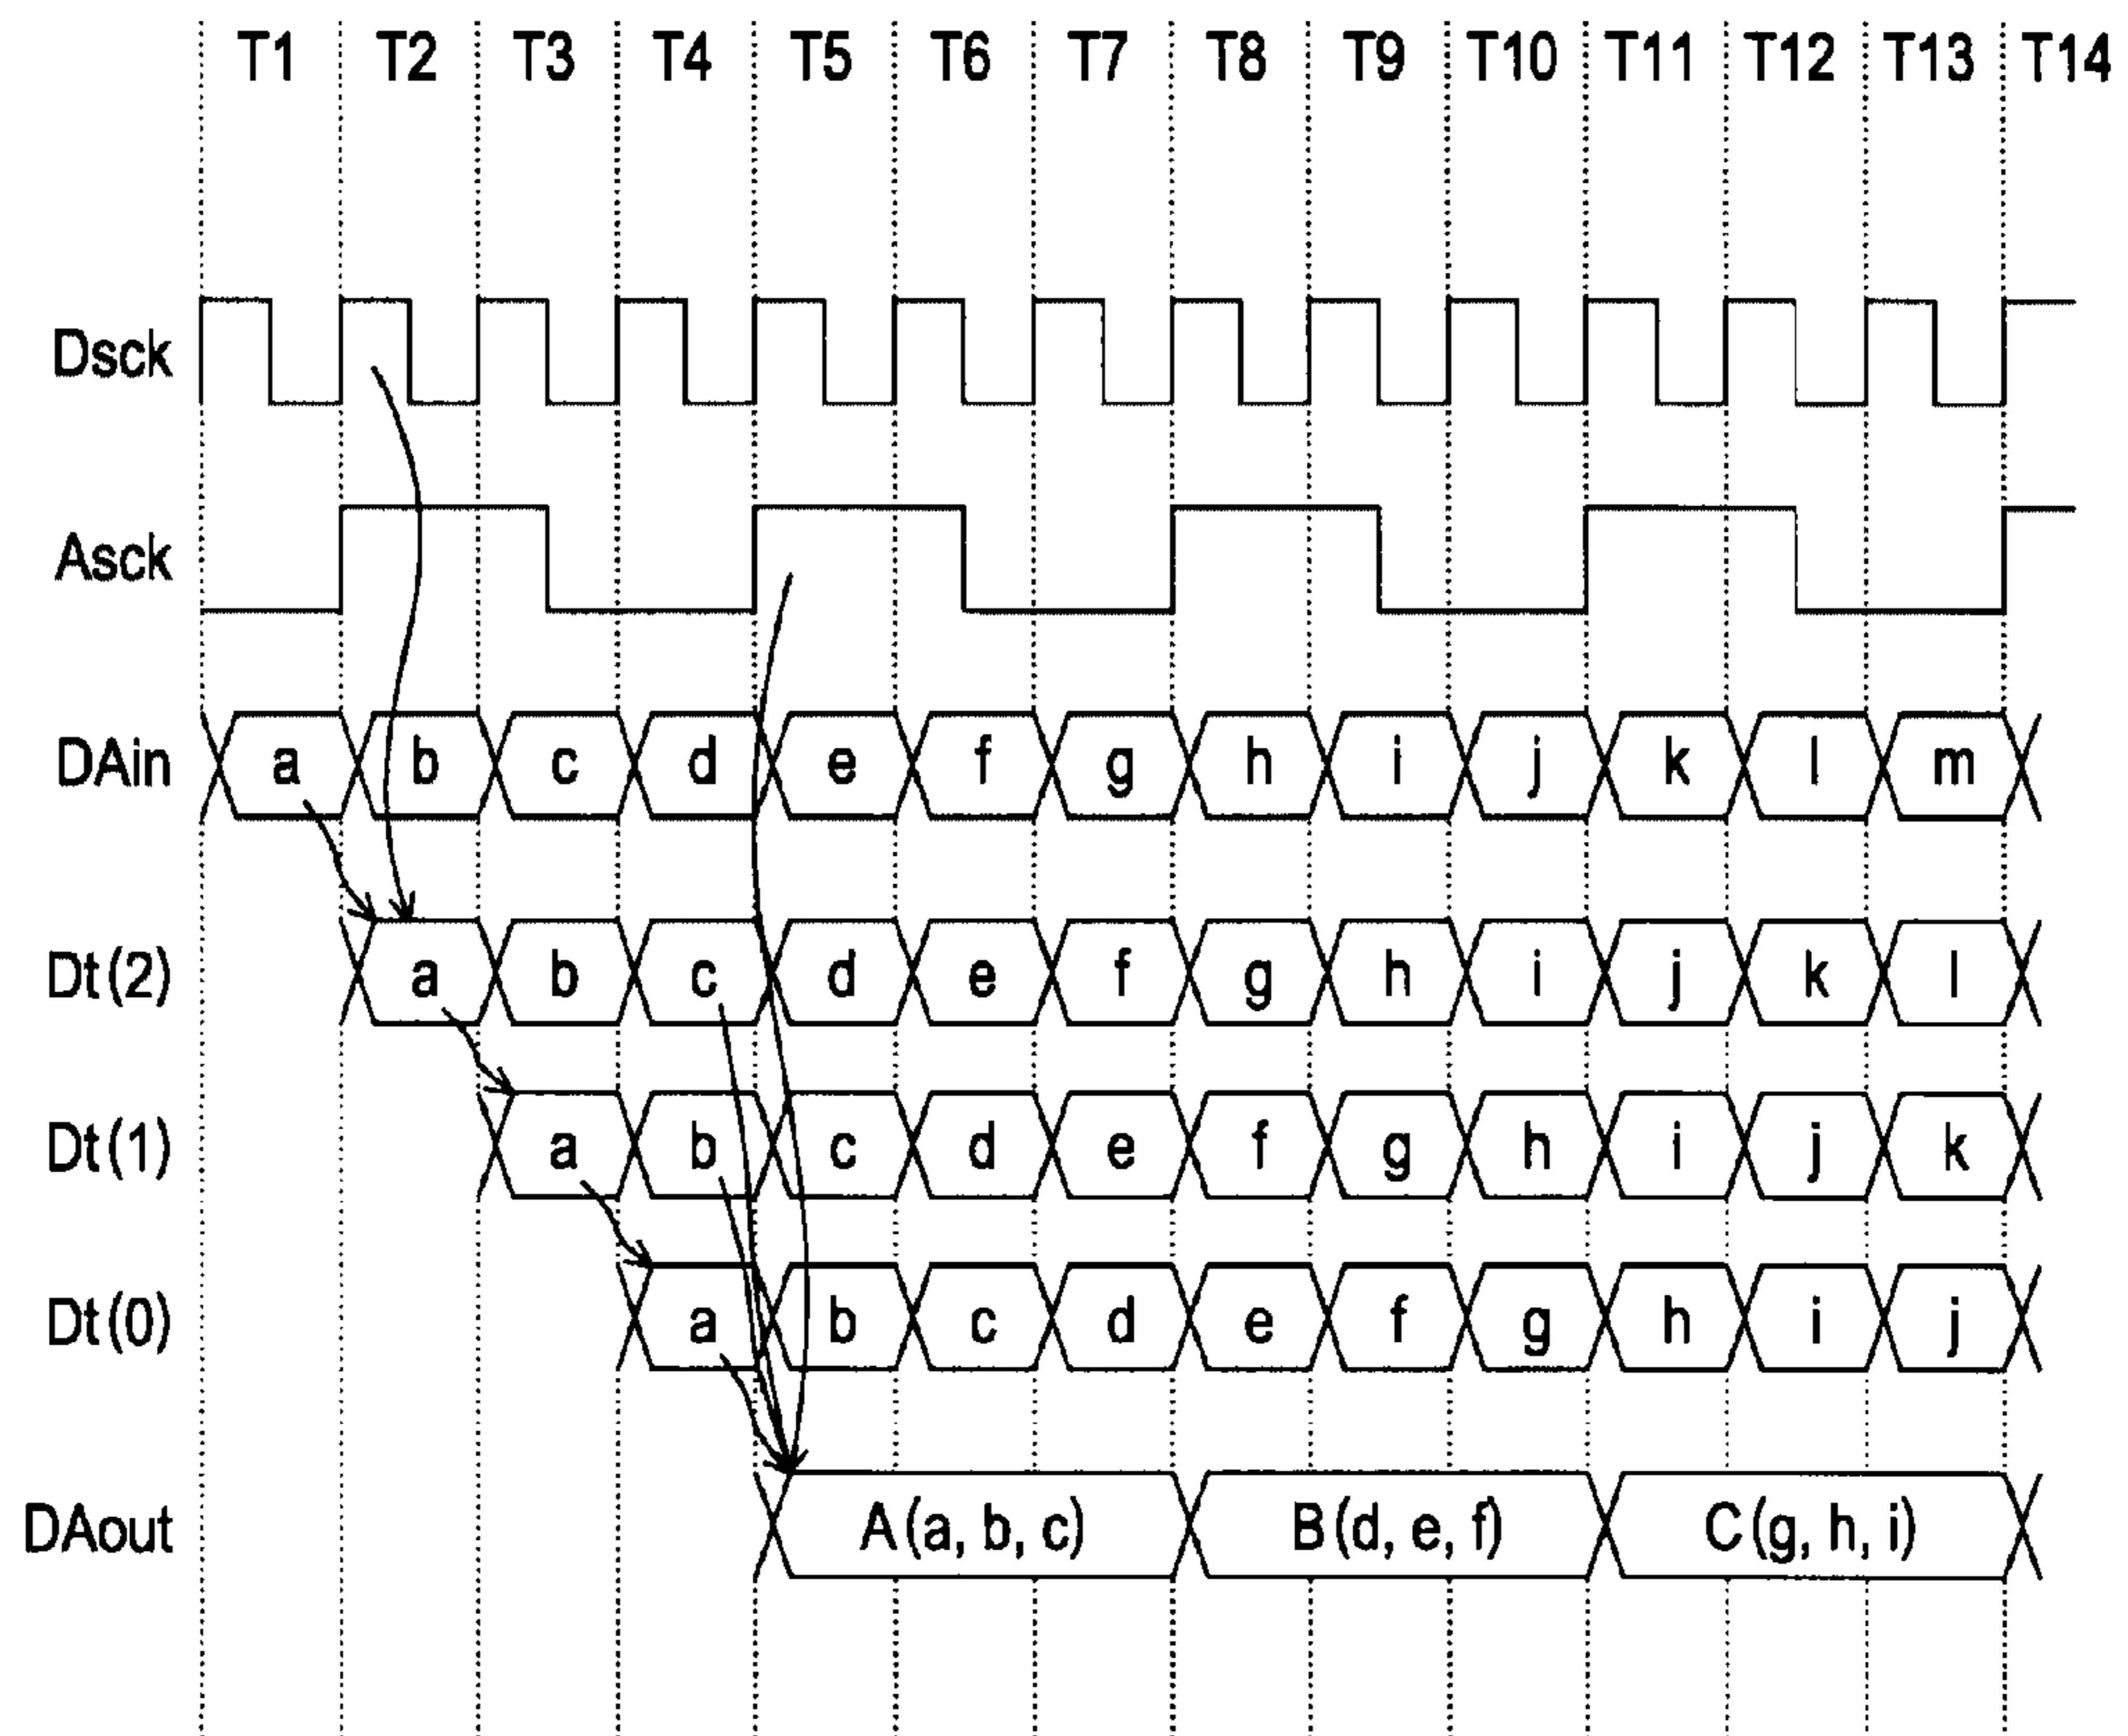 T1 T2 T3 T4 T5 T6 T7 T8 T9 T10 T11 T12 T13 T14
Dsck
Asck
DAin a b c d e f g h i j k l m
Dt(2) a b c d e f g h i j k l
Dt(1) a b c d e f g h i j k
Dt(0) a b c d e f g h i j
DAout A(a, b, c) B(d, e, f) C(g, h, i)